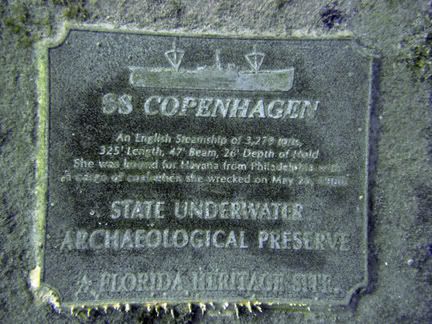 SS COPENHAGEN
An English Steamship of 3,279 tons,
325' Length, 47' Beam, 26' Depth of Hold
She was bound for Havana from Philadelphia with
a cargo of coal when she wrecked on May 26, 1900.
STATE UNDERWATER
ARCHAEOLOGICAL PRESERVE
A FLORIDA HERITAGE SITE